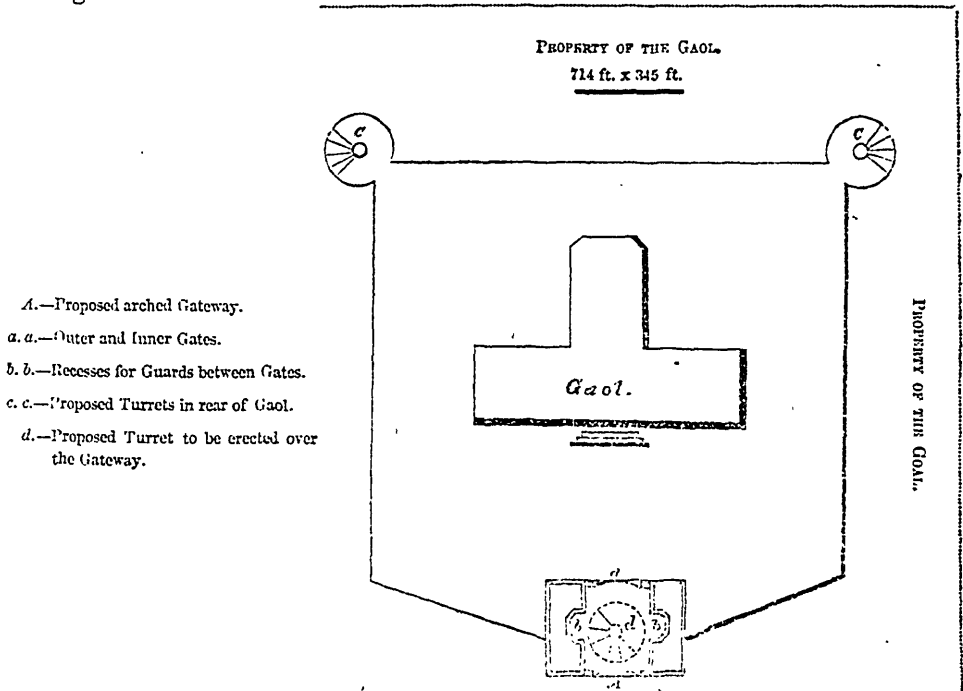 PROPERTY OF THE GAOL.
714 ft. x 345 ft.
c
c
A.—Proposed arched Gateway.
a. a.—Outer and Inner Gates.
b. b.—Recesses for Guards between Gates.
c. c.—Proposed Turrets in rear of Gaol.
d.—Proposed Turret to be erected over
the Gateway.
Gaol.
PROPERTY OF THE GOAL.
a
b
d
b